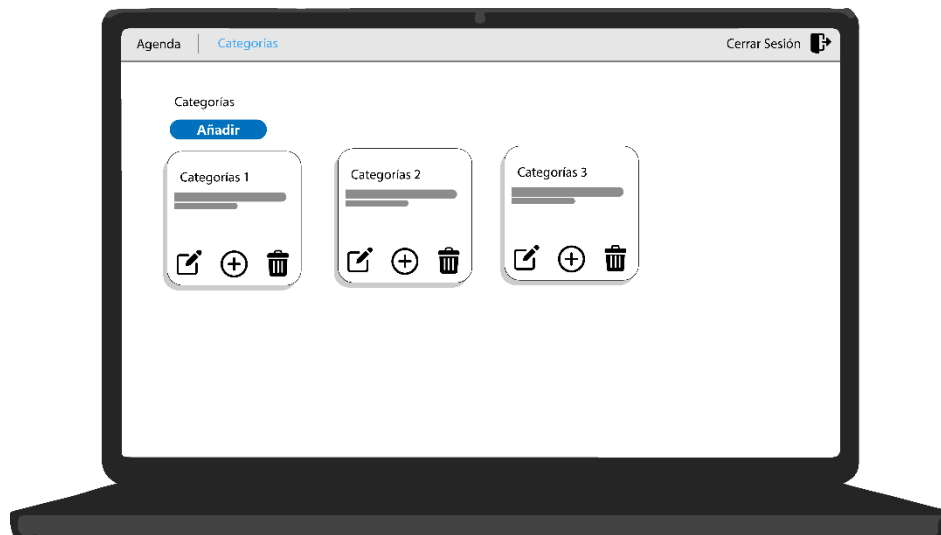 Agenda
Categorías
Cerrar Sesión
Categorías
Añadir
Categorías 1
Categorías 2
Categorías 3